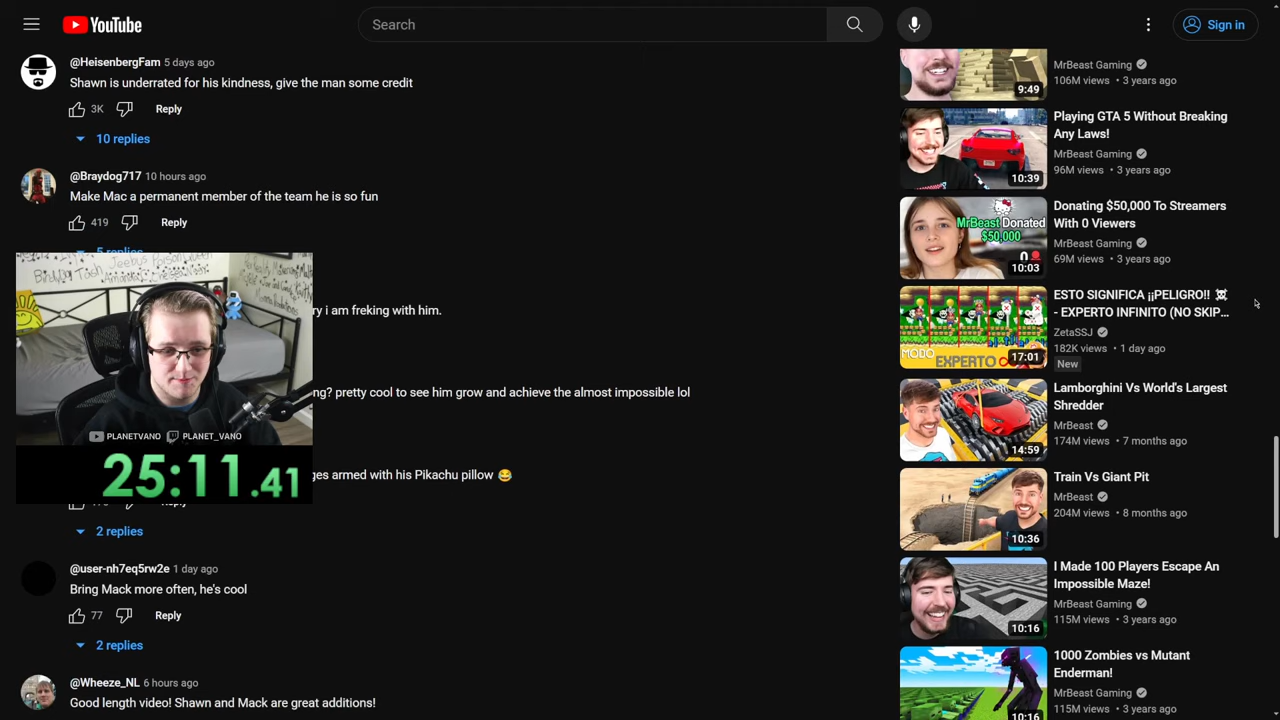 YouTube
Search
Sign in
@HeisenbergFam 5 days ago
Shawn is underrated for his kindness, give the man some credit
3K Reply
10 replies
@Braydog717 10 hours ago
Make Mac a permanent member of the team he is so fun
419 Reply
5 replies
ry i am freking with him.
ng? pretty cool to see him grow and achieve the almost impossible lol
PLANETVANO PLANET_VANO
25:11.41
ges armed with his Pikachu pillow 😂
2 replies
@user-nh7eq5rw2e 1 day ago
Bring Mack more often, he's cool
77 Reply
2 replies
@Wheeze_NL 6 hours ago
Good length video! Shawn and Mack are great additions!
9:49
MrBeast Gaming
106M views • 3 years ago
10:39
Playing GTA 5 Without Breaking
Any Laws!
MrBeast Gaming
96M views • 3 years ago
MrBeast Donated
$50,000
10:03
Donating $50,000 To Streamers
With 0 Viewers
MrBeast Gaming
69M views • 3 years ago
MODO EXPERTO
17:01
ESTO SIGNIFICA ¡¡PELIGRO!! ☠
- EXPERTO INFINITO (NO SKIP...
ZetaSSJ
182K views • 1 day ago
New
14:59
Lamborghini Vs World's Largest
Shredder
MrBeast
174M views • 7 months ago
10:36
Train Vs Giant Pit
MrBeast
204M views • 8 months ago
10:16
I Made 100 Players Escape An
Impossible Maze!
MrBeast Gaming
115M views • 3 years ago
10:16
1000 Zombies vs Mutant
Enderman!
MrBeast Gaming
115M views • 3 years ago